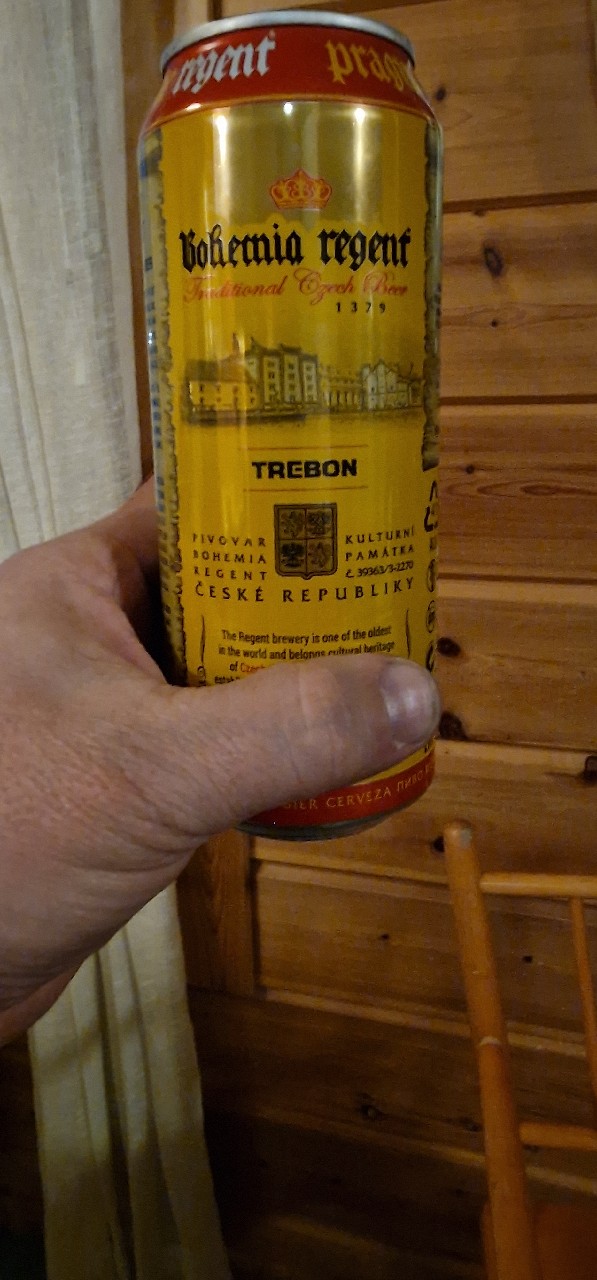 regent
Bohemia regent
Traditional Czech Beer
1379
TREBON
PIVOVAR
BOHEMIA
REGENT
KULTURNÍ
PAMÁTKA
Č. 39363/3-1270
ČESKÉ REPUBLIKY
The Regent brewery is one of the oldest
in the world and belongs cultural heritage
of
BIER CERVEZA ПИВО